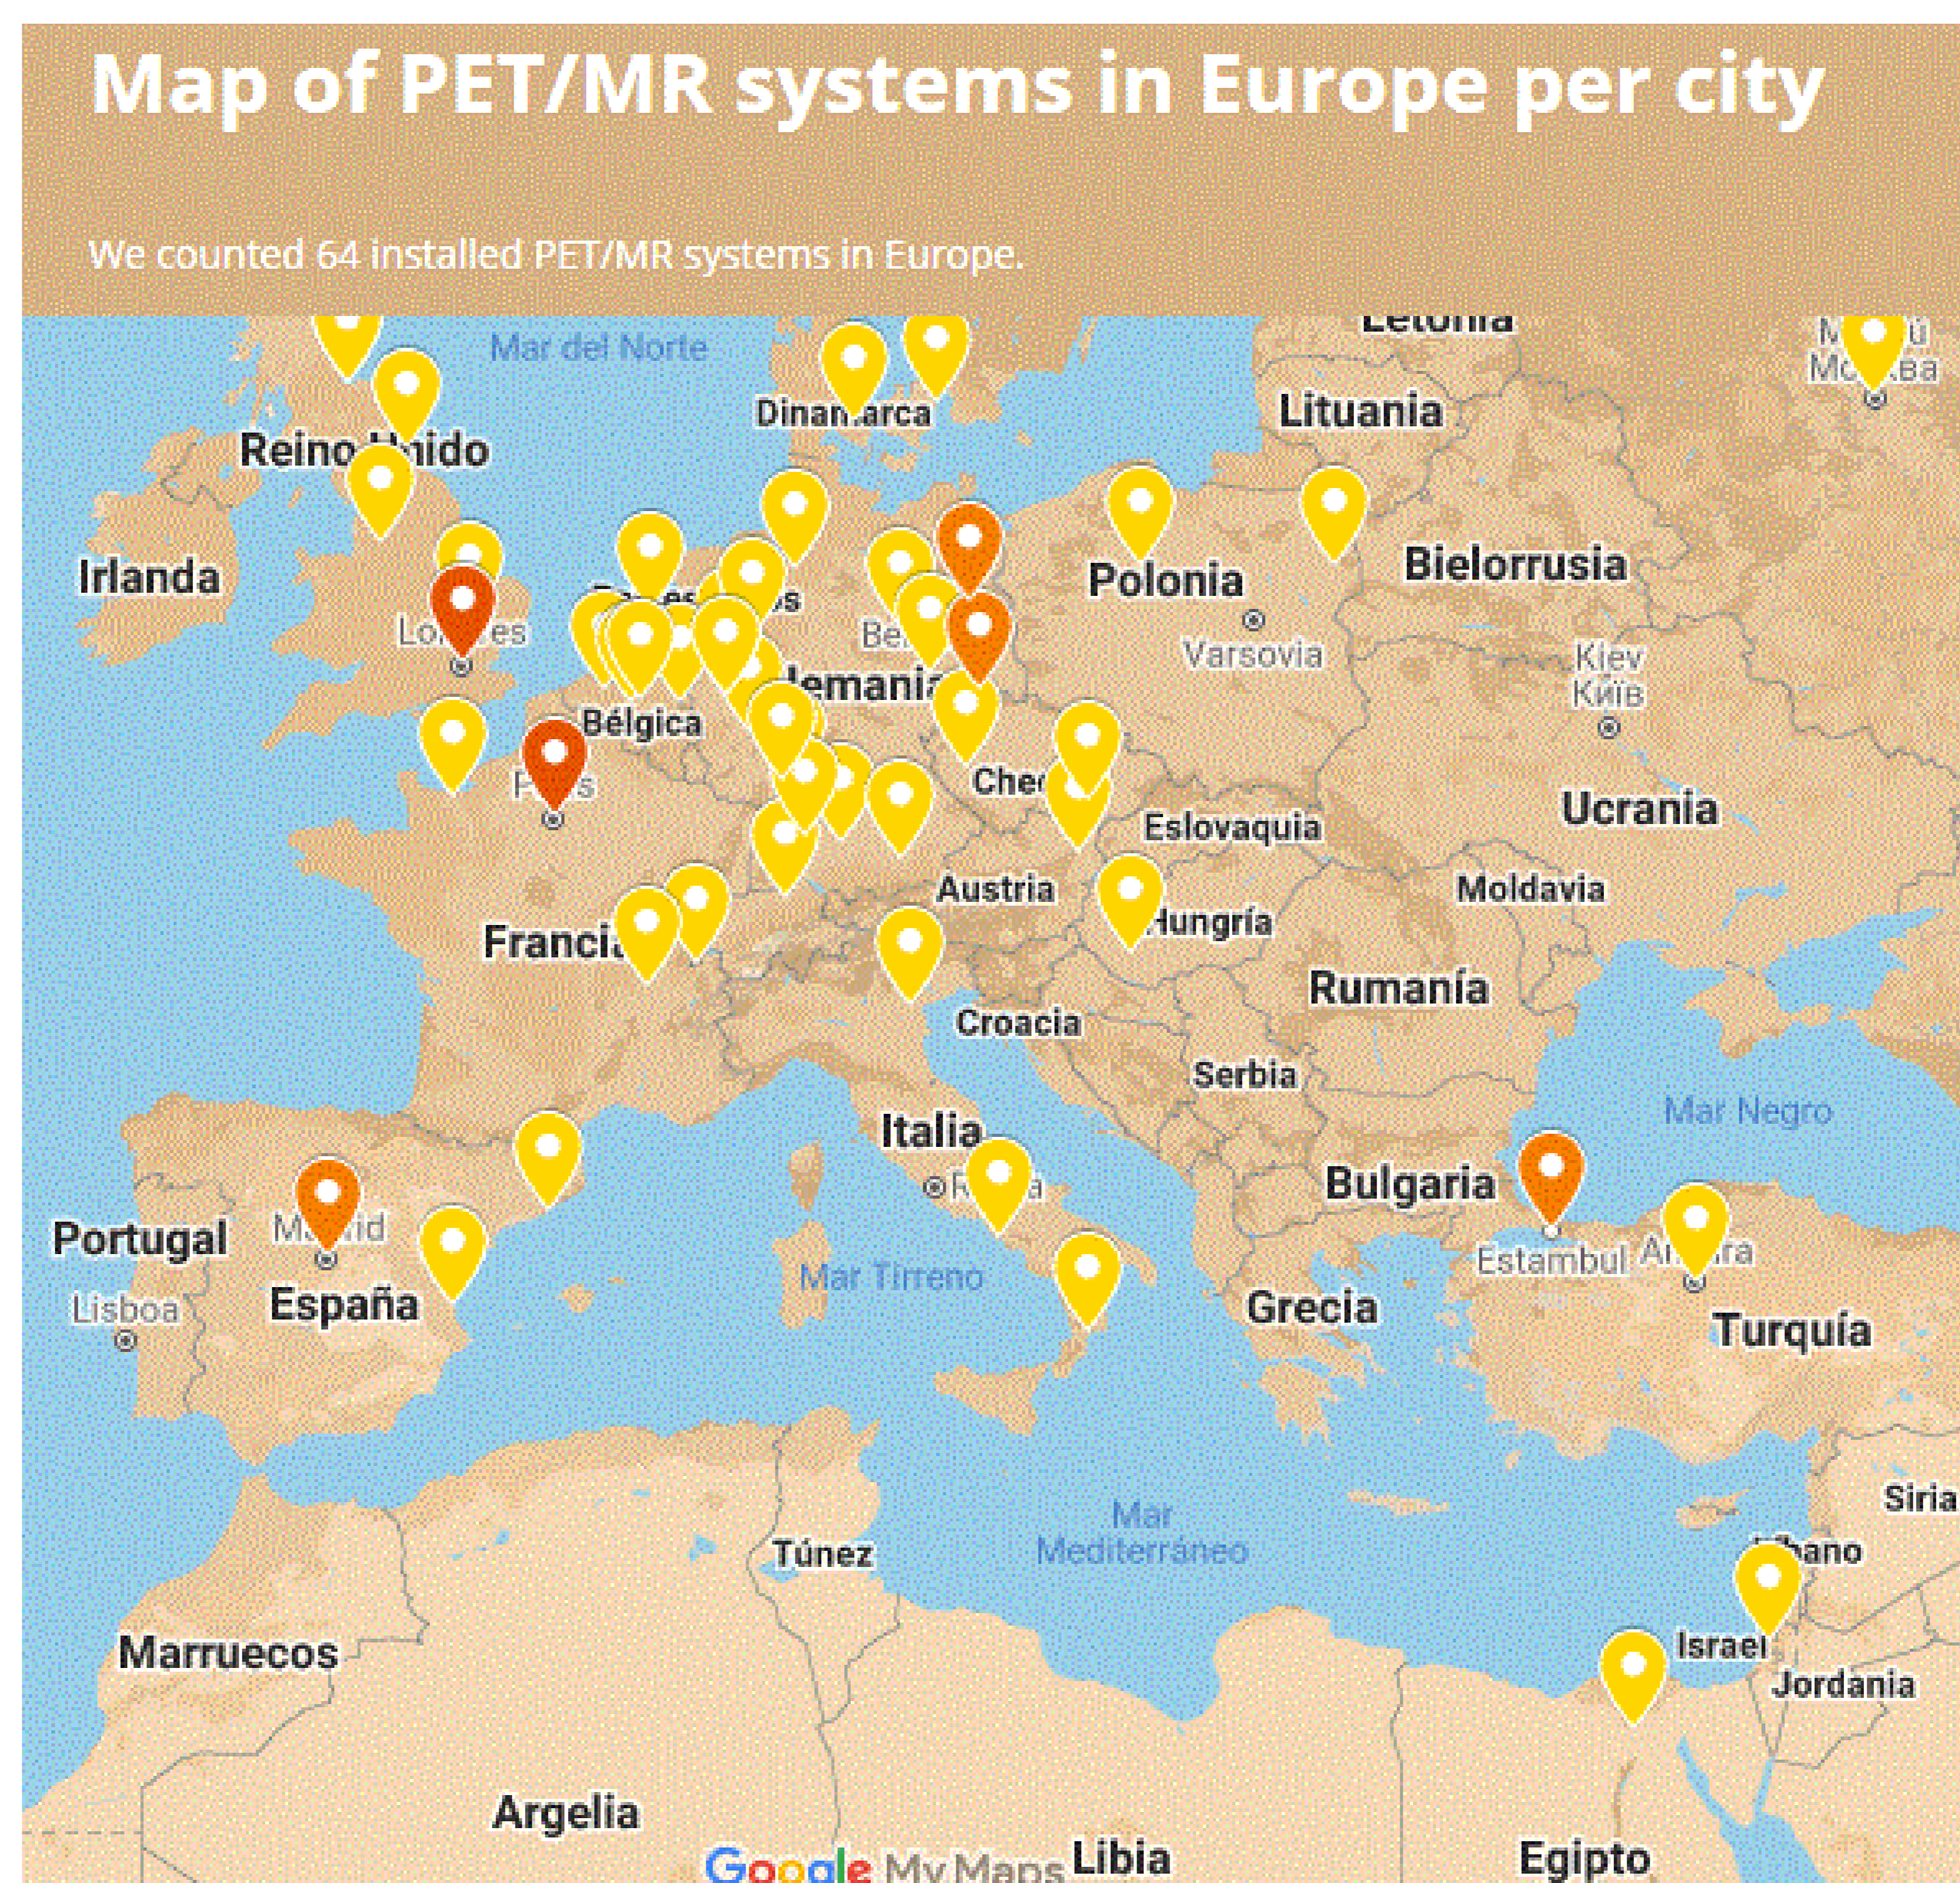 Map of PET/MR systems in Europe per city
We counted 64 installed PET/MR systems in Europe.
Mar del Norte
Letonia
Lituania
Reino Unido
Irlanda
Polonia
Bielorrusia
Varsovia
Kiev
Київ
Bélgica
Eslovaquia
Ucrania
Austria
Moldavia
Hungría
Rumanía
Croacia
Serbia
Mar Negro
Italia
Bulgaria
Portugal
Estambul
España
Mar Tirreno
Grecia
Lisboa
Turquía
Siria
Mar
Mediterráneo
Túnez
Israel
Marruecos
Jordania
Argelia
Libia
Egipto
Google My Maps